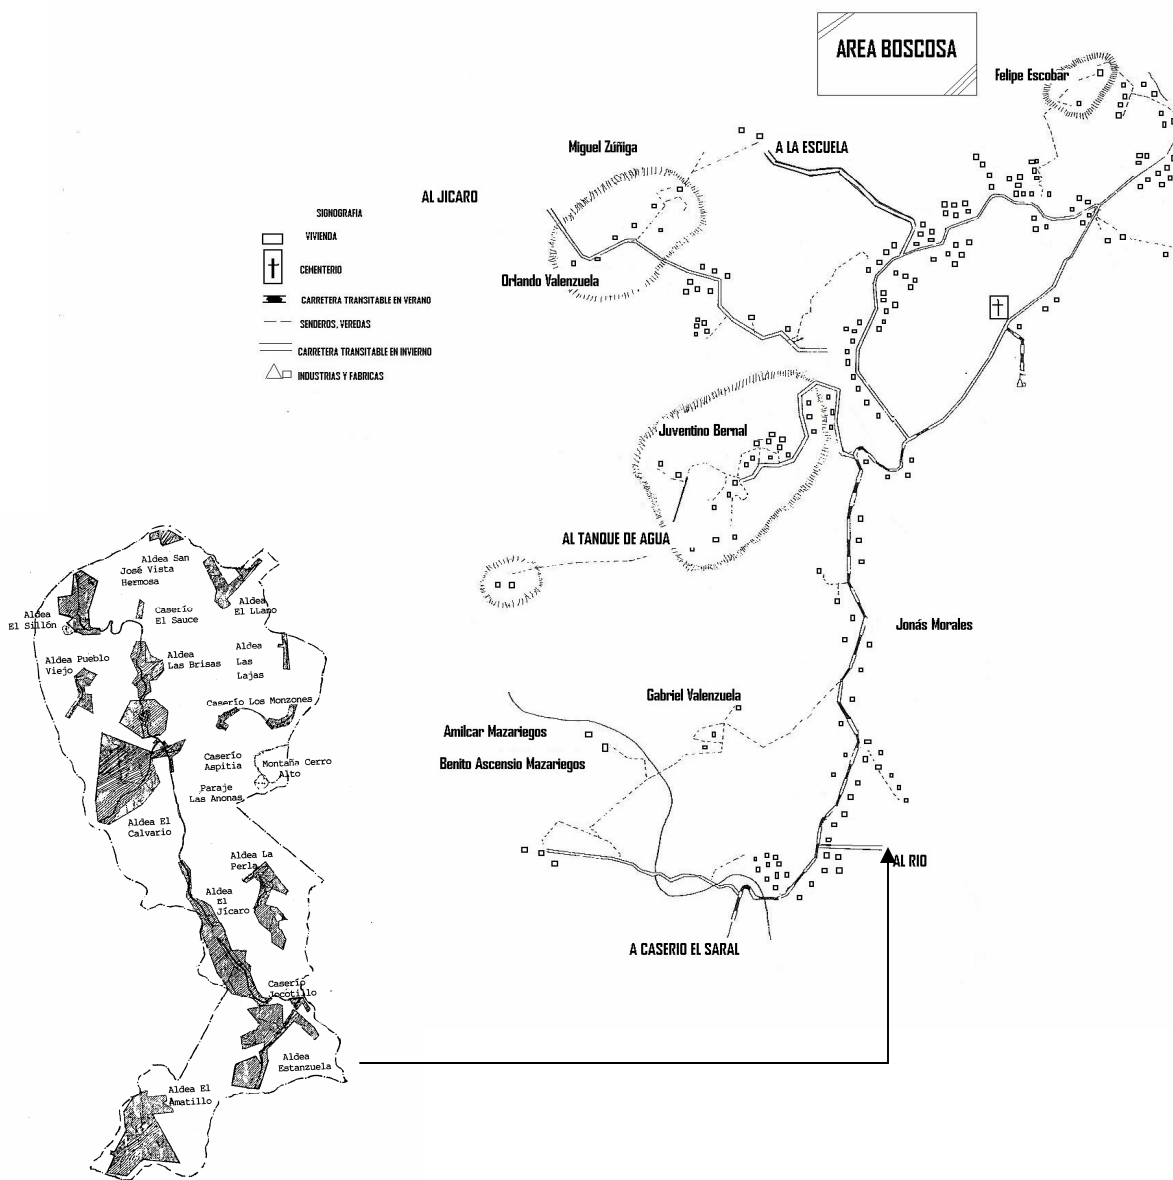 AREA BOSCOSA
Felipe Escobar
Miguel Zúñiga
A LA ESCUELA
AL JICARO
SIGNOGRAFIA
VIVIENDA
CEMENTERIO
CARRETERA TRANSITABLE EN VERANO
SENDEROS, VEREDAS
CARRETERA TRANSITABLE EN INVIERNO
INDUSTRIAS Y FABRICAS
Orlando Valenzuela
Juventino Bernal
AL TANQUE DE AGUA
Jonás Morales
Gabriel Valenzuela
Amilcar Mazariegos
Benito Ascensio Mazariegos
AL RIO
A CASERIO EL SARAL
Aldea San
José Vista
Hermosa
Aldea
El Sillón
Caserío
El Sauce
Aldea
El LLano
Aldea Pueblo
Viejo
Aldea
Las Brisas
Aldea
Las
Lajas
Caserío Los Monzones
Caserío
Aspitia
Montaña Cerro
Alto
Paraje
Las Anonas
Aldea El
Calvario
Aldea La
Perla
Aldea
El
Jícaro
Caserío
Jocotillo
Aldea
Estanzuela
Aldea El
Amatillo